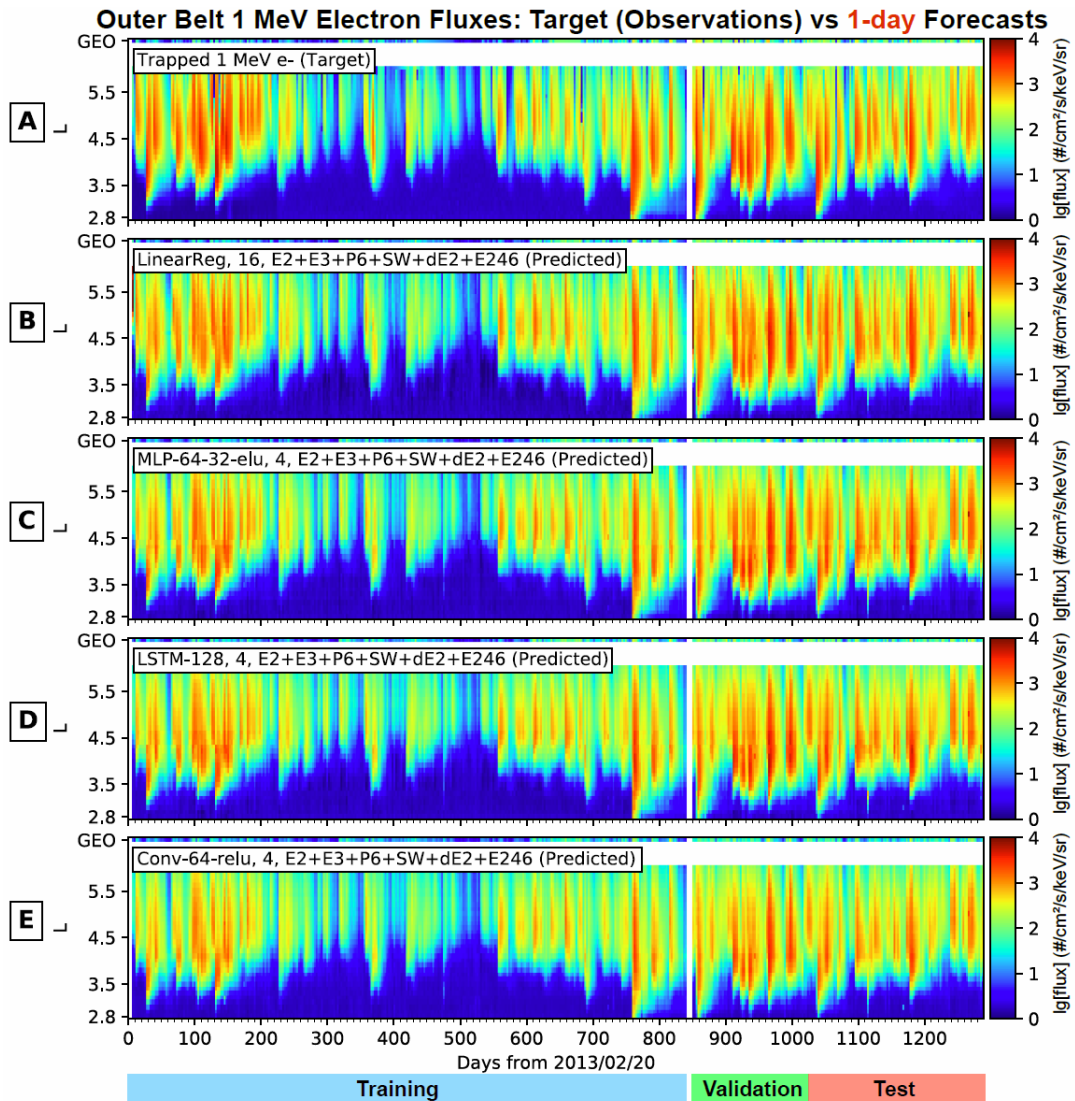 Outer Belt 1 MeV Electron Fluxes: Target (Observations) vs 1-day Forecasts
A
L
GEO
5.5
4.5
3.5
2.8
Trapped 1 MeV e- (Target)
4
3
2
1
0
lg[flux] (#/cm²/s/keV/sr)
B
L
GEO
5.5
4.5
3.5
2.8
LinearReg, 16, E2+E3+P6+SW+dE2+E246 (Predicted)
4
3
2
1
0
lg[flux] (#/cm²/s/keV/sr)
C
L
GEO
5.5
4.5
3.5
2.8
MLP-64-32-elu, 4, E2+E3+P6+SW+dE2+E246 (Predicted)
4
3
2
1
0
lg[flux] (#/cm²/s/keV/sr)
D
L
GEO
5.5
4.5
3.5
2.8
LSTM-128, 4, E2+E3+P6+SW+dE2+E246 (Predicted)
4
3
2
1
0
lg[flux] (#/cm²/s/keV/sr)
E
L
GEO
5.5
4.5
3.5
2.8
Conv-64-relu, 4, E2+E3+P6+SW+dE2+E246 (Predicted)
4
3
2
1
0
lg[flux] (#/cm²/s/keV/sr)
0 100 200 300 400 500 600 700 800 900 1000 1100 1200
Days from 2013/02/20
Training Validation Test